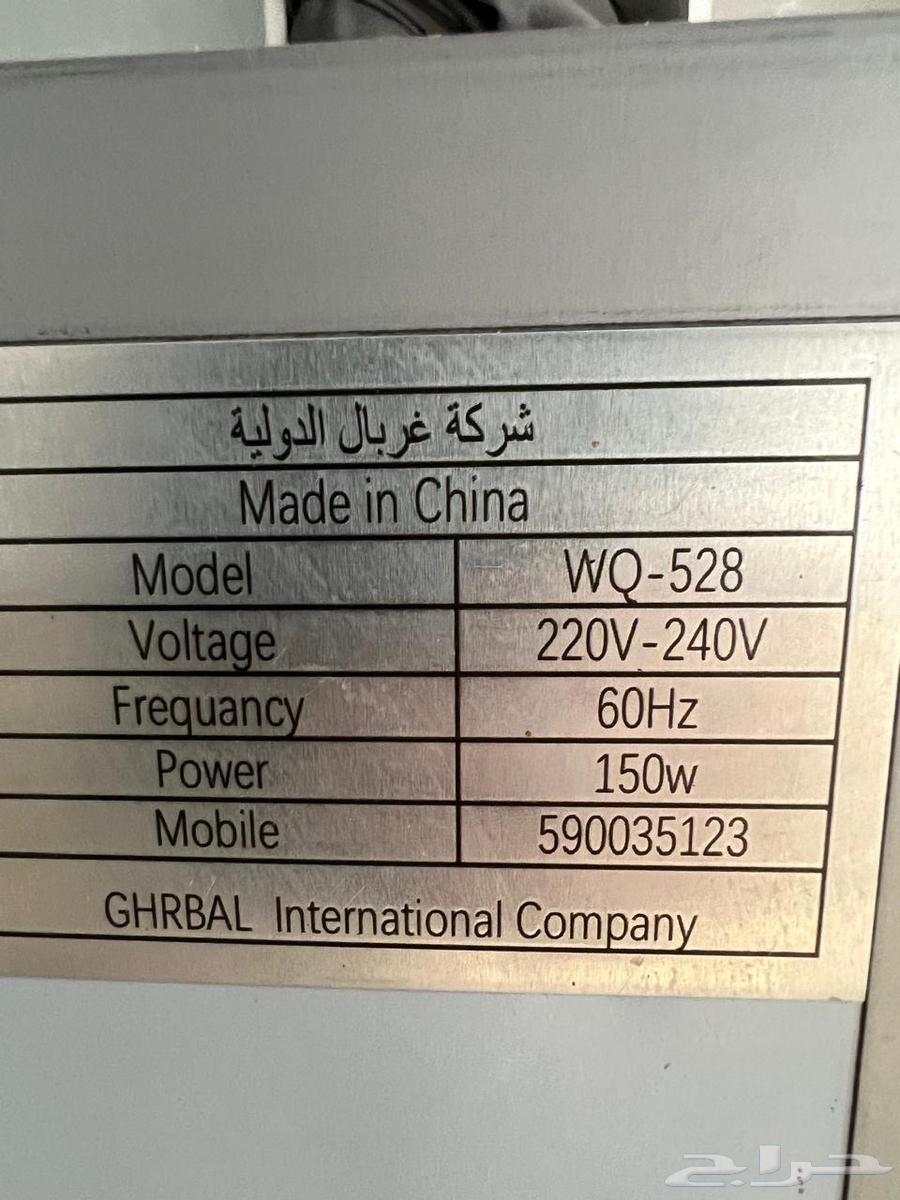 شركة غربال الدولية
Made in China
Model WQ-528
Voltage 220V-240V
Frequancy 60Hz
Power 150w
Mobile 590035123
GHRBAL International Company
حراج